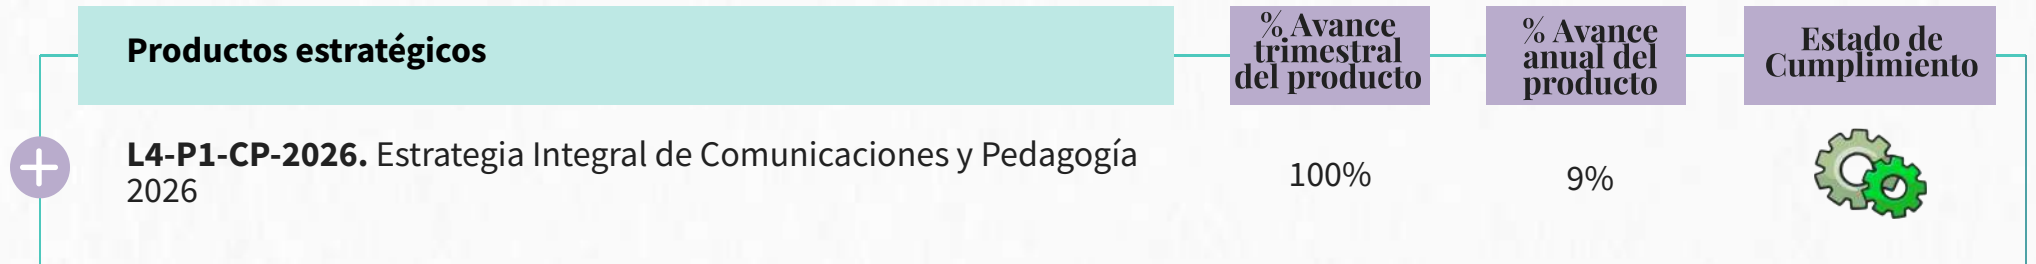 Productos estratégicos
% Avance
trimestral
del producto
% Avance
anual del
producto
Estado de
Cumplimiento
L4-P1-CP-2026. Estrategia Integral de Comunicaciones y Pedagogía
2026
100%
9%